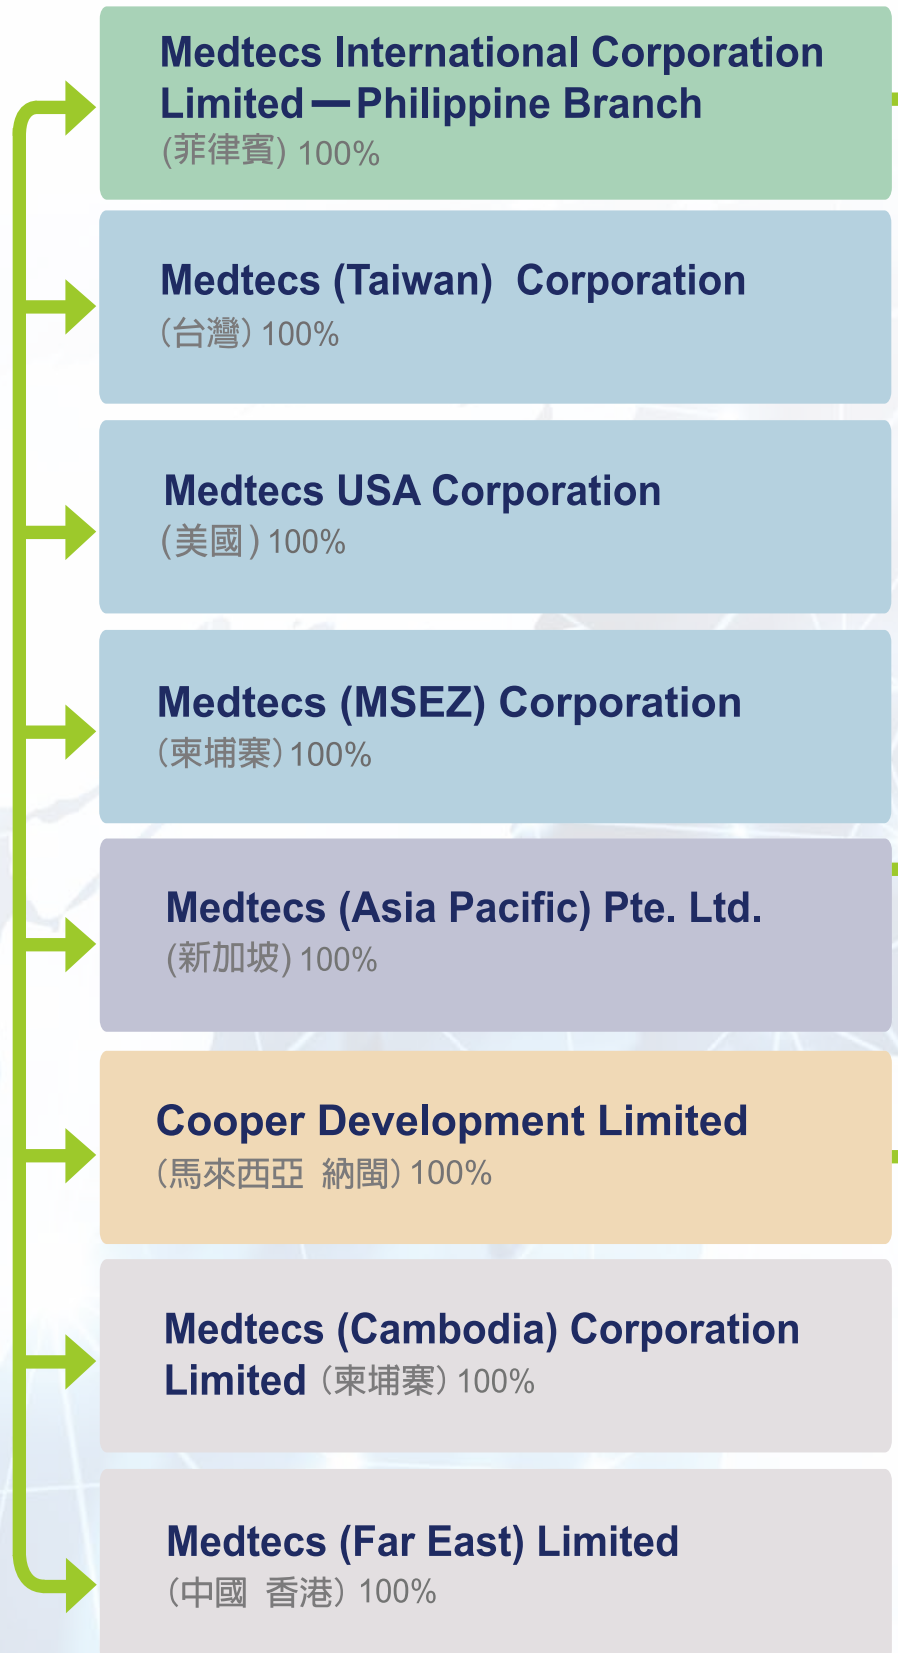 Medtecs International Corporation
Limited — Philippine Branch
(菲律賓) 100%
Medtecs (Taiwan) Corporation
(台灣) 100%
Medtecs USA Corporation
(美國) 100%
Medtecs (MSEZ) Corporation
(柬埔寨) 100%
Medtecs (Asia Pacific) Pte. Ltd.
(新加坡) 100%
Cooper Development Limited
(馬來西亞 納閩) 100%
Medtecs (Cambodia) Corporation
Limited (柬埔寨) 100%
Medtecs (Far East) Limited
(中國 香港) 100%